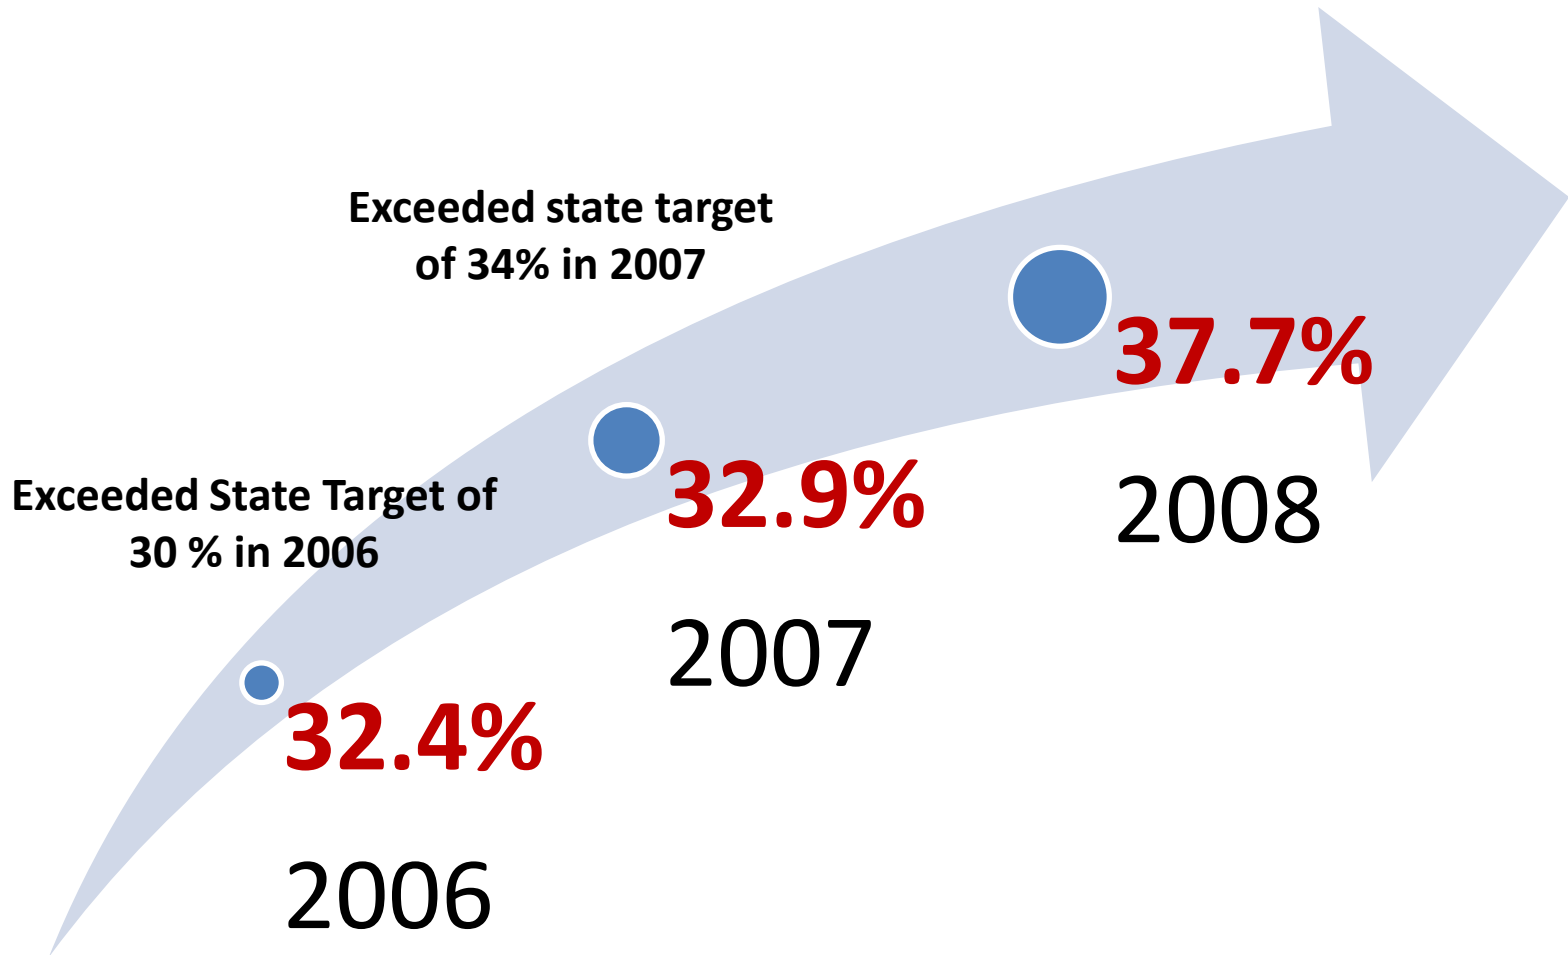 Exceeded state target
of 34% in 2007
37.7%
2008
32.9%
2007
Exceeded State Target of
30 % in 2006
32.4%
2006